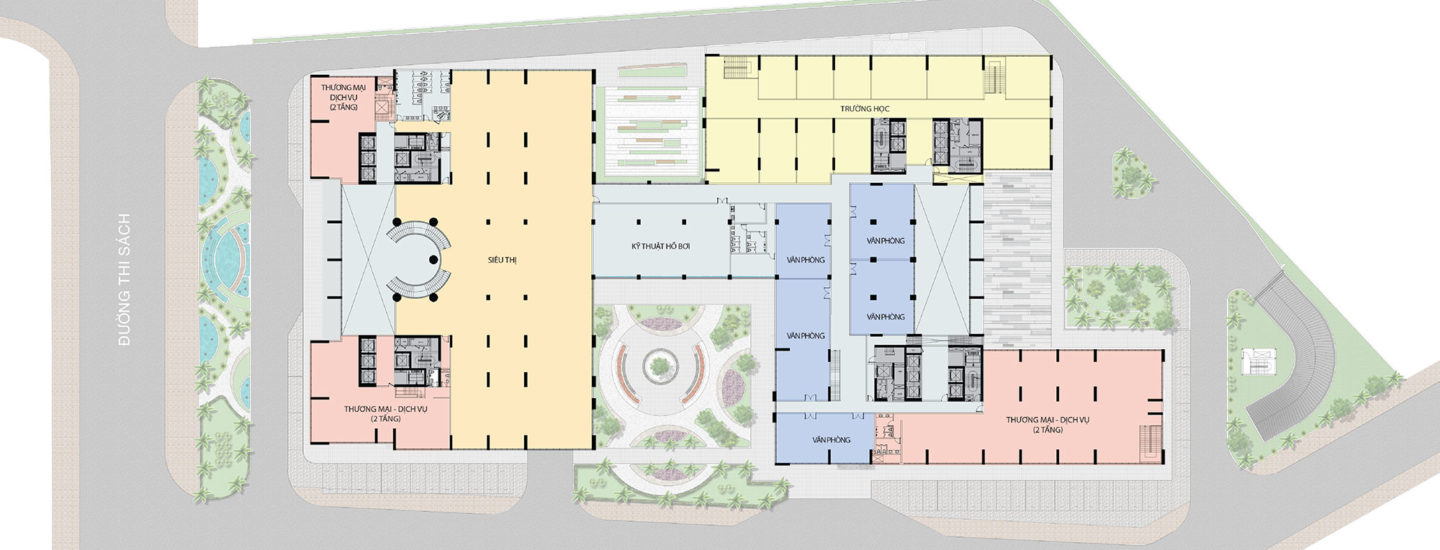 THƯƠNG MẠI
DỊCH VỤ
(2 TẦNG)
TRƯỜNG HỌC
ĐƯỜNG THI SÁCH
SIÊU THỊ
KỸ THUẬT HỒ BƠI
VĂN PHÒNG
VĂN PHÒNG
VĂN PHÒNG
VĂN PHÒNG
THƯƠNG MẠI - DỊCH VỤ
(2 TẦNG)
VĂN PHÒNG
THƯƠNG MẠI - DỊCH VỤ
(2 TẦNG)